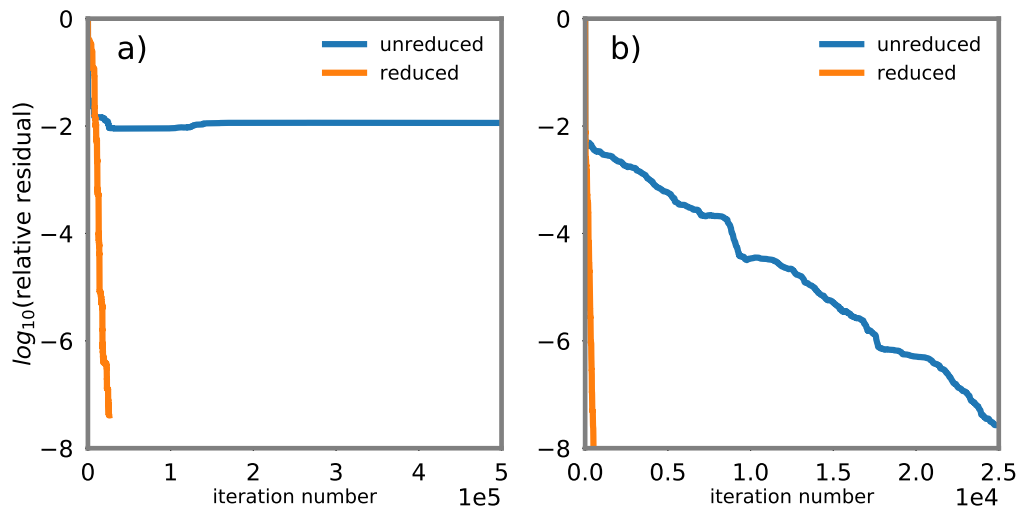 a)
unreduced
reduced
0
−2
−4
−6
−8
log10(relative residual)
0 1 2 3 4 5
iteration number
1e5
b)
unreduced
reduced
0
−2
−4
−6
−8
0.0 0.5 1.0 1.5 2.0 2.5
iteration number
1e4